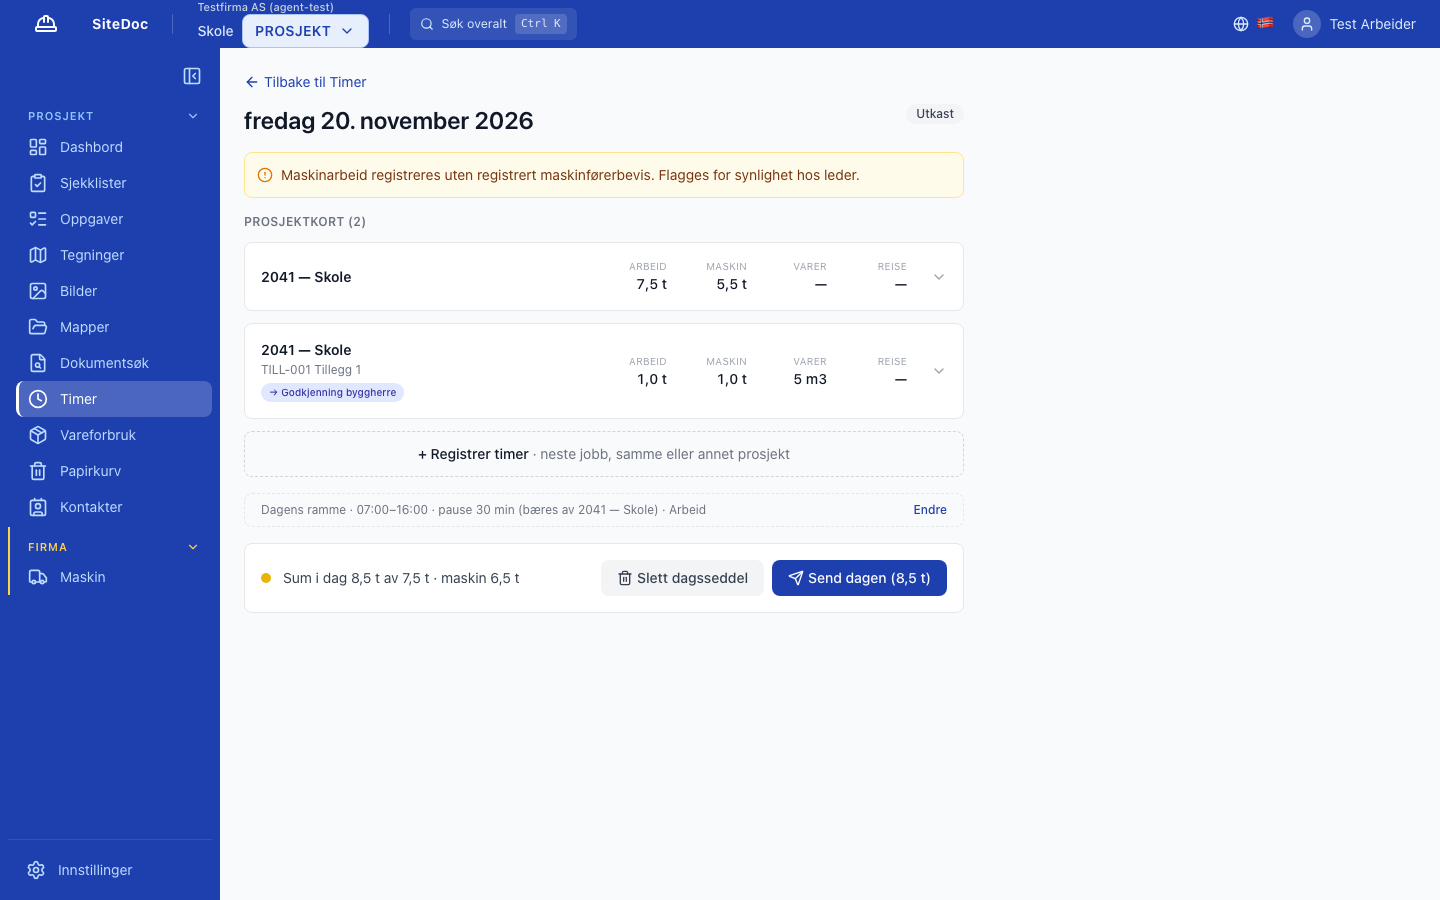 Testfirma AS (agent-test)
SiteDoc
Skole
PROSJEKT
Søk overalt
Ctrl K
Test Arbeider
PROSJEKT
Dashbord
Sjekklister
Oppgaver
Tegninger
Bilder
Mapper
Dokumentsøk
Timer
Vareforbruk
Papirkurv
Kontakter
FIRMA
Maskin
Innstillinger
← Tilbake til Timer
fredag 20. november 2026
Utkast
Maskinarbeid registreres uten registrert maskinførerbevis. Flagges for synlighet hos leder.
PROSJEKTKORT (2)
2041 — Skole
ARBEID MASKIN VARER REISE
7,5 t 5,5 t — —
2041 — Skole
TILL-001 Tillegg 1
→ Godkjenning byggherre
ARBEID MASKIN VARER REISE
1,0 t 1,0 t 5 m3 —
+ Registrer timer · neste jobb, samme eller annet prosjekt
Dagens ramme · 07:00–16:00 · pause 30 min (bæres av 2041 — Skole) · Arbeid
Endre
Sum i dag 8,5 t av 7,5 t · maskin 6,5 t
Slett dagsseddel
Send dagen (8,5 t)